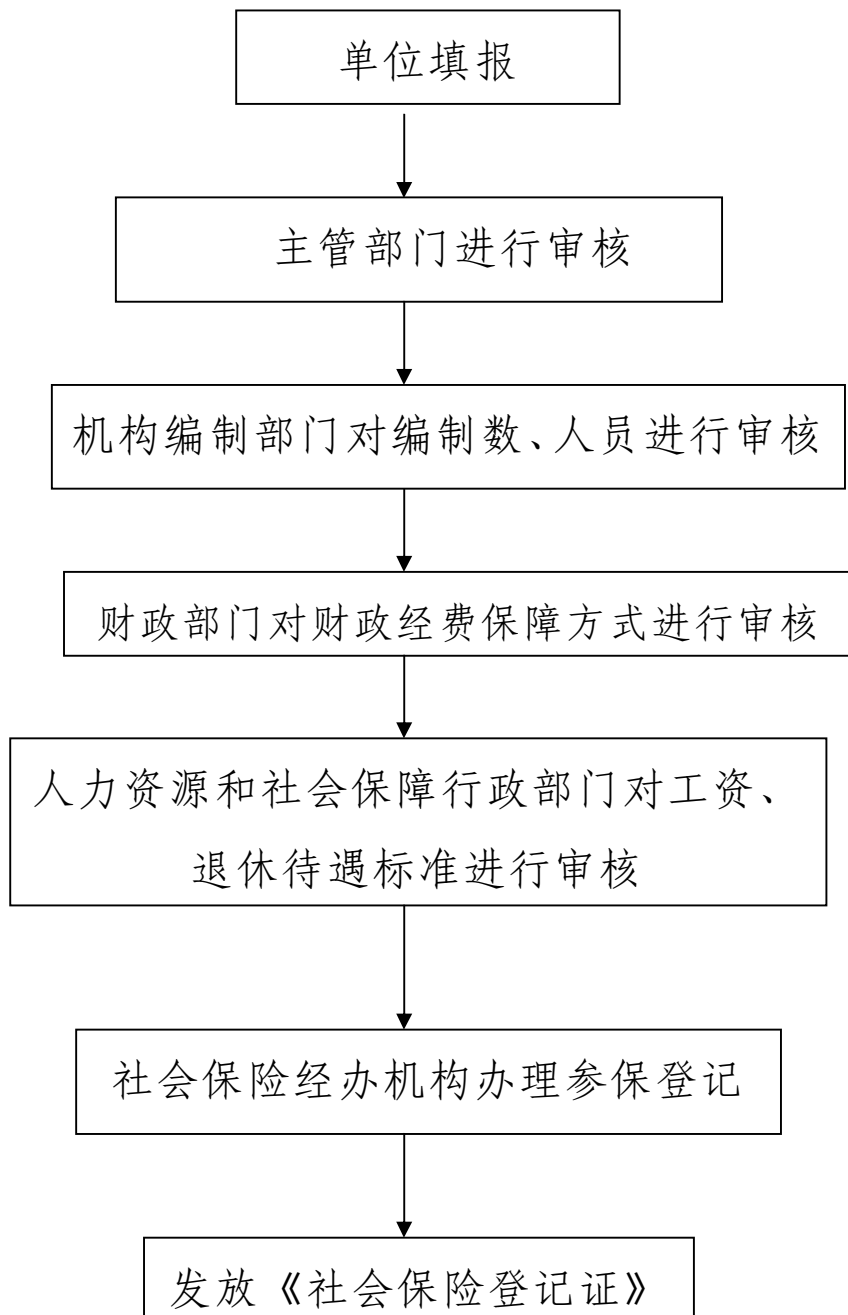 单位填报
主管部门进行审核
机构编制部门对编制数、人员进行审核
财政部门对财政经费保障方式进行审核
人力资源和社会保障行政部门对工资、
退休待遇标准进行审核
社会保险经办机构办理参保登记
发放《社会保险登记证》